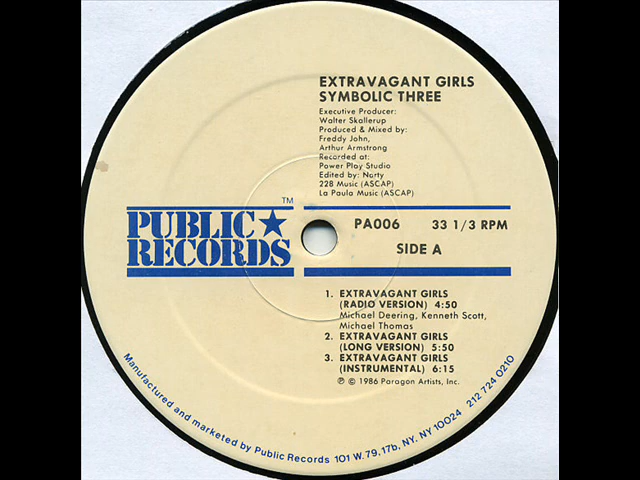 EXTRAVAGANT GIRLS
SYMBOLIC THREE
Executive Producer:
Walter Skallerup
Produced & Mixed by:
Freddy John,
Arthur Armstrong
Recorded at:
Power Play Studio
Edited by: Norty
228 Music (ASCAP)
La Paula Music (ASCAP)
TM
PUBLIC★
RECORDS
PA006 33 1/3 RPM
SIDE A
1. EXTRAVAGANT GIRLS
(RADIO VERSION) 4:50
Michael Deering, Kenneth Scott,
Michael Thomas
2. EXTRAVAGANT GIRLS
(LONG VERSION) 5:50
3. EXTRAVAGANT GIRLS
(INSTRUMENTAL) 6:15
℗ © 1986 Paragon Artists, Inc.
Manufactured and marketed by Public Records 101 W. 79, 17b, NY. NY 10024 212 724 0210